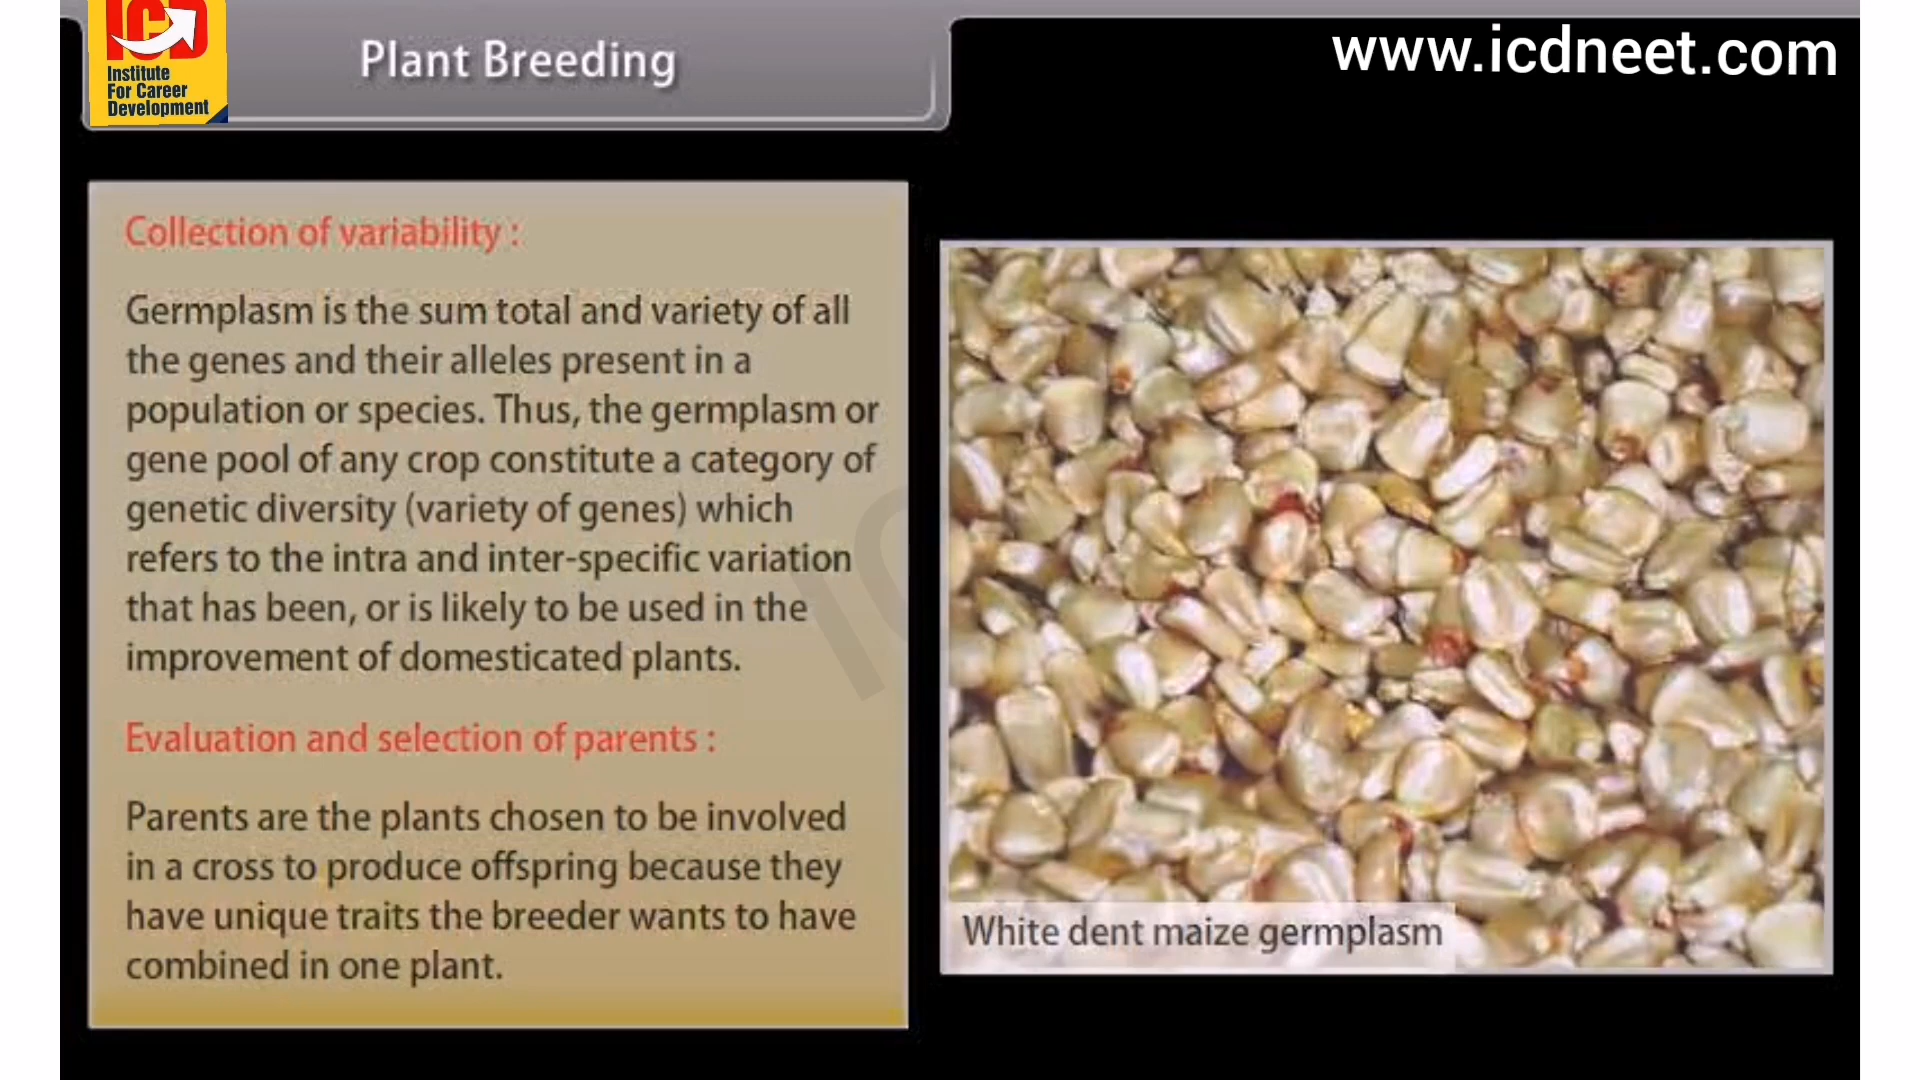 ICD
Institute
For Career
Development
Plant Breeding
www.icdneet.com
Collection of variability :
Germplasm is the sum total and variety of all
the genes and their alleles present in a
population or species. Thus, the germplasm or
gene pool of any crop constitute a category of
genetic diversity (variety of genes) which
refers to the intra and inter-specific variation
that has been, or is likely to be used in the
improvement of domesticated plants.
Evaluation and selection of parents :
Parents are the plants chosen to be involved
in a cross to produce offspring because they
have unique traits the breeder wants to have
combined in one plant.
White dent maize germplasm